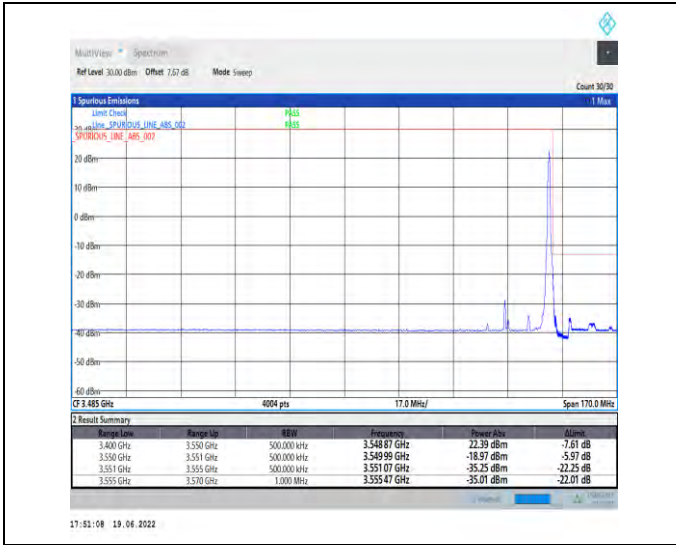 MultiView Spectrum
Ref Level 30.00 dBm Offset 7.67 dB Mode Sweep
Count 30/30
1 Spurious Emissions 1 Max
Limit Check PASS
Line _SPURIOUS_LINE_ABS_002 PASS
_SPURIOUS_LINE_ABS_002
20 dBm
10 dBm
0 dBm
-10 dBm
-20 dBm
-30 dBm
-40 dBm
-50 dBm
-60 dBm
CF 3.485 GHz 4004 pts 17.0 MHz/ Span 170.0 MHz
2 Result Summary
Range Low Range Up RBW Frequency Power Abs ΔLimit
3.400 GHz 3.550 GHz 500.000 kHz 3.548 87 GHz 22.39 dBm -7.61 dB
3.550 GHz 3.551 GHz 500.000 kHz 3.549 99 GHz -18.97 dBm -5.97 dB
3.551 GHz 3.555 GHz 500.000 kHz 3.551 07 GHz -35.25 dBm -22.25 dB
3.555 GHz 3.570 GHz 1.000 MHz 3.555 47 GHz -35.01 dBm -22.01 dB
17:51:08 19.06.2022